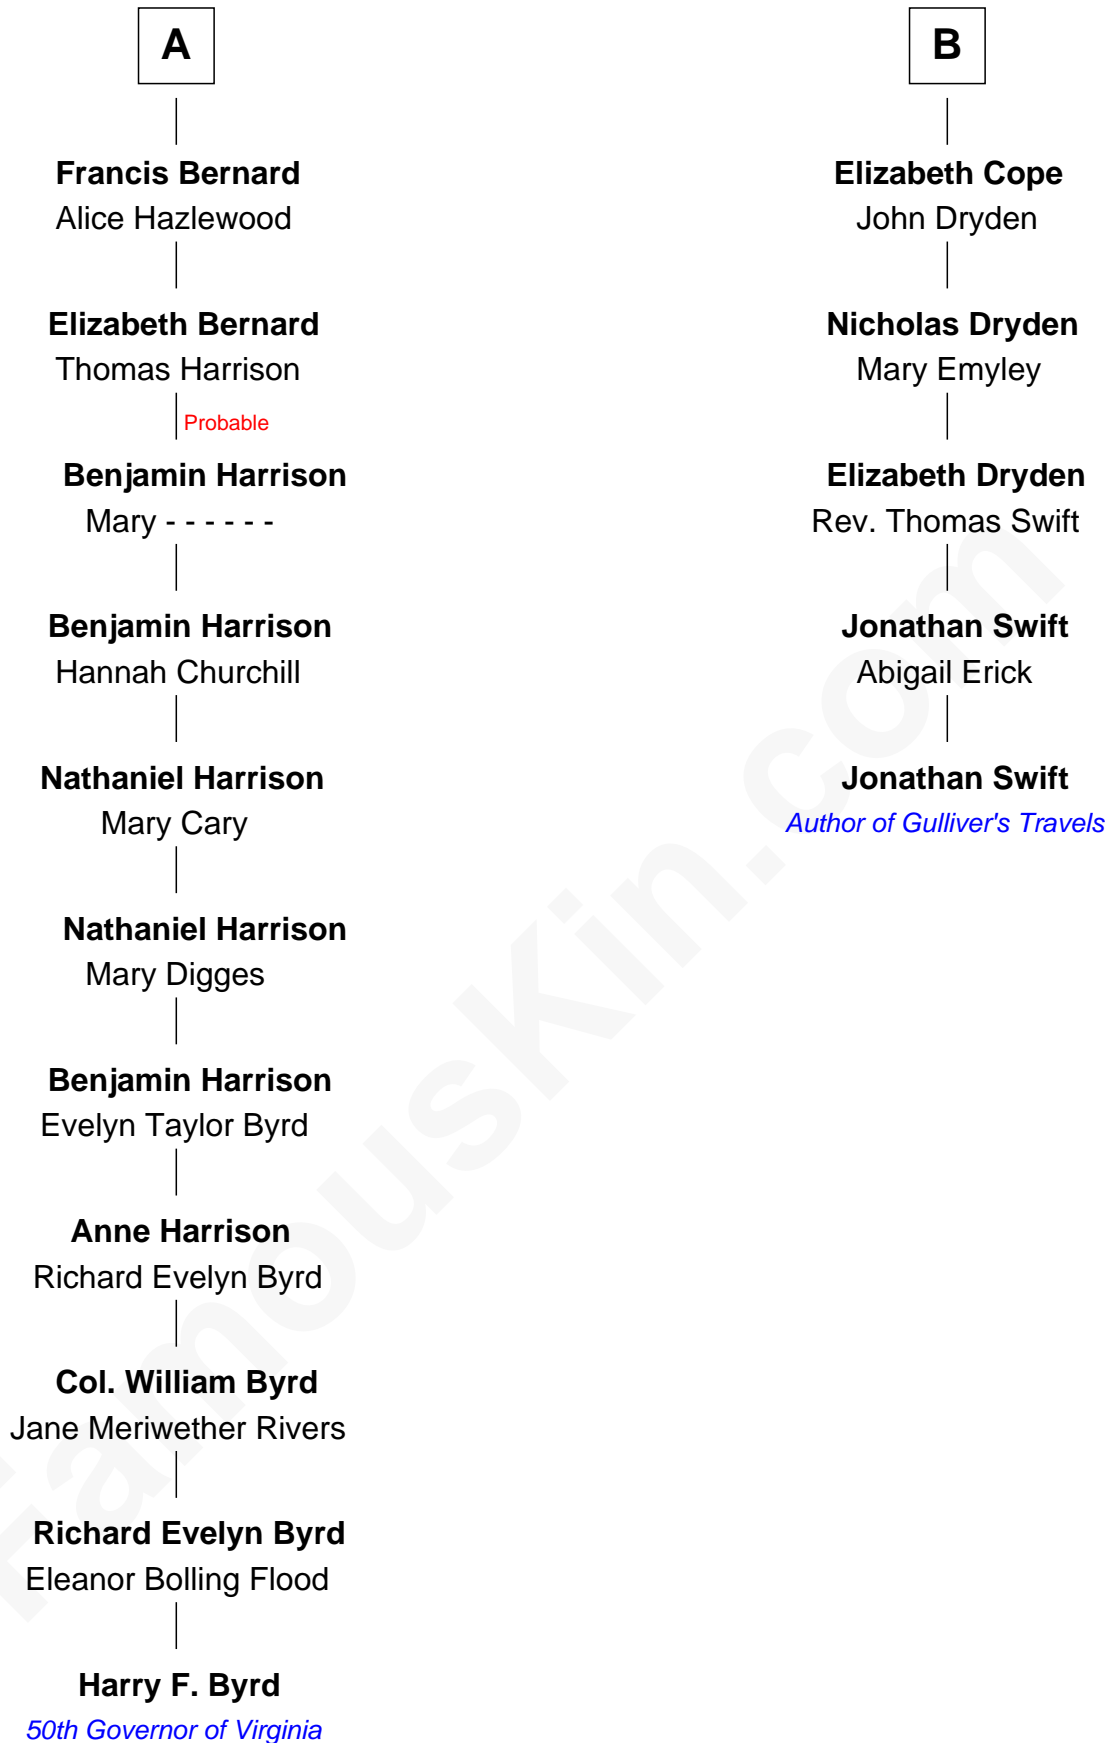 A
Francis Bernard
Alice Hazlewood
Elizabeth Bernard
Thomas Harrison
Probable
Benjamin Harrison
Mary - - - - - -
Benjamin Harrison
Hannah Churchill
Nathaniel Harrison
Mary Cary
Nathaniel Harrison
Mary Digges
Benjamin Harrison
Evelyn Taylor Byrd
Anne Harrison
Richard Evelyn Byrd
Col. William Byrd
Jane Meriwether Rivers
Richard Evelyn Byrd
Eleanor Bolling Flood
Harry F. Byrd
50th Governor of Virginia
B
Elizabeth Cope
John Dryden
Nicholas Dryden
Mary Emyley
Elizabeth Dryden
Rev. Thomas Swift
Jonathan Swift
Abigail Erick
Jonathan Swift
Author of Gulliver's Travels
FamousKin.com